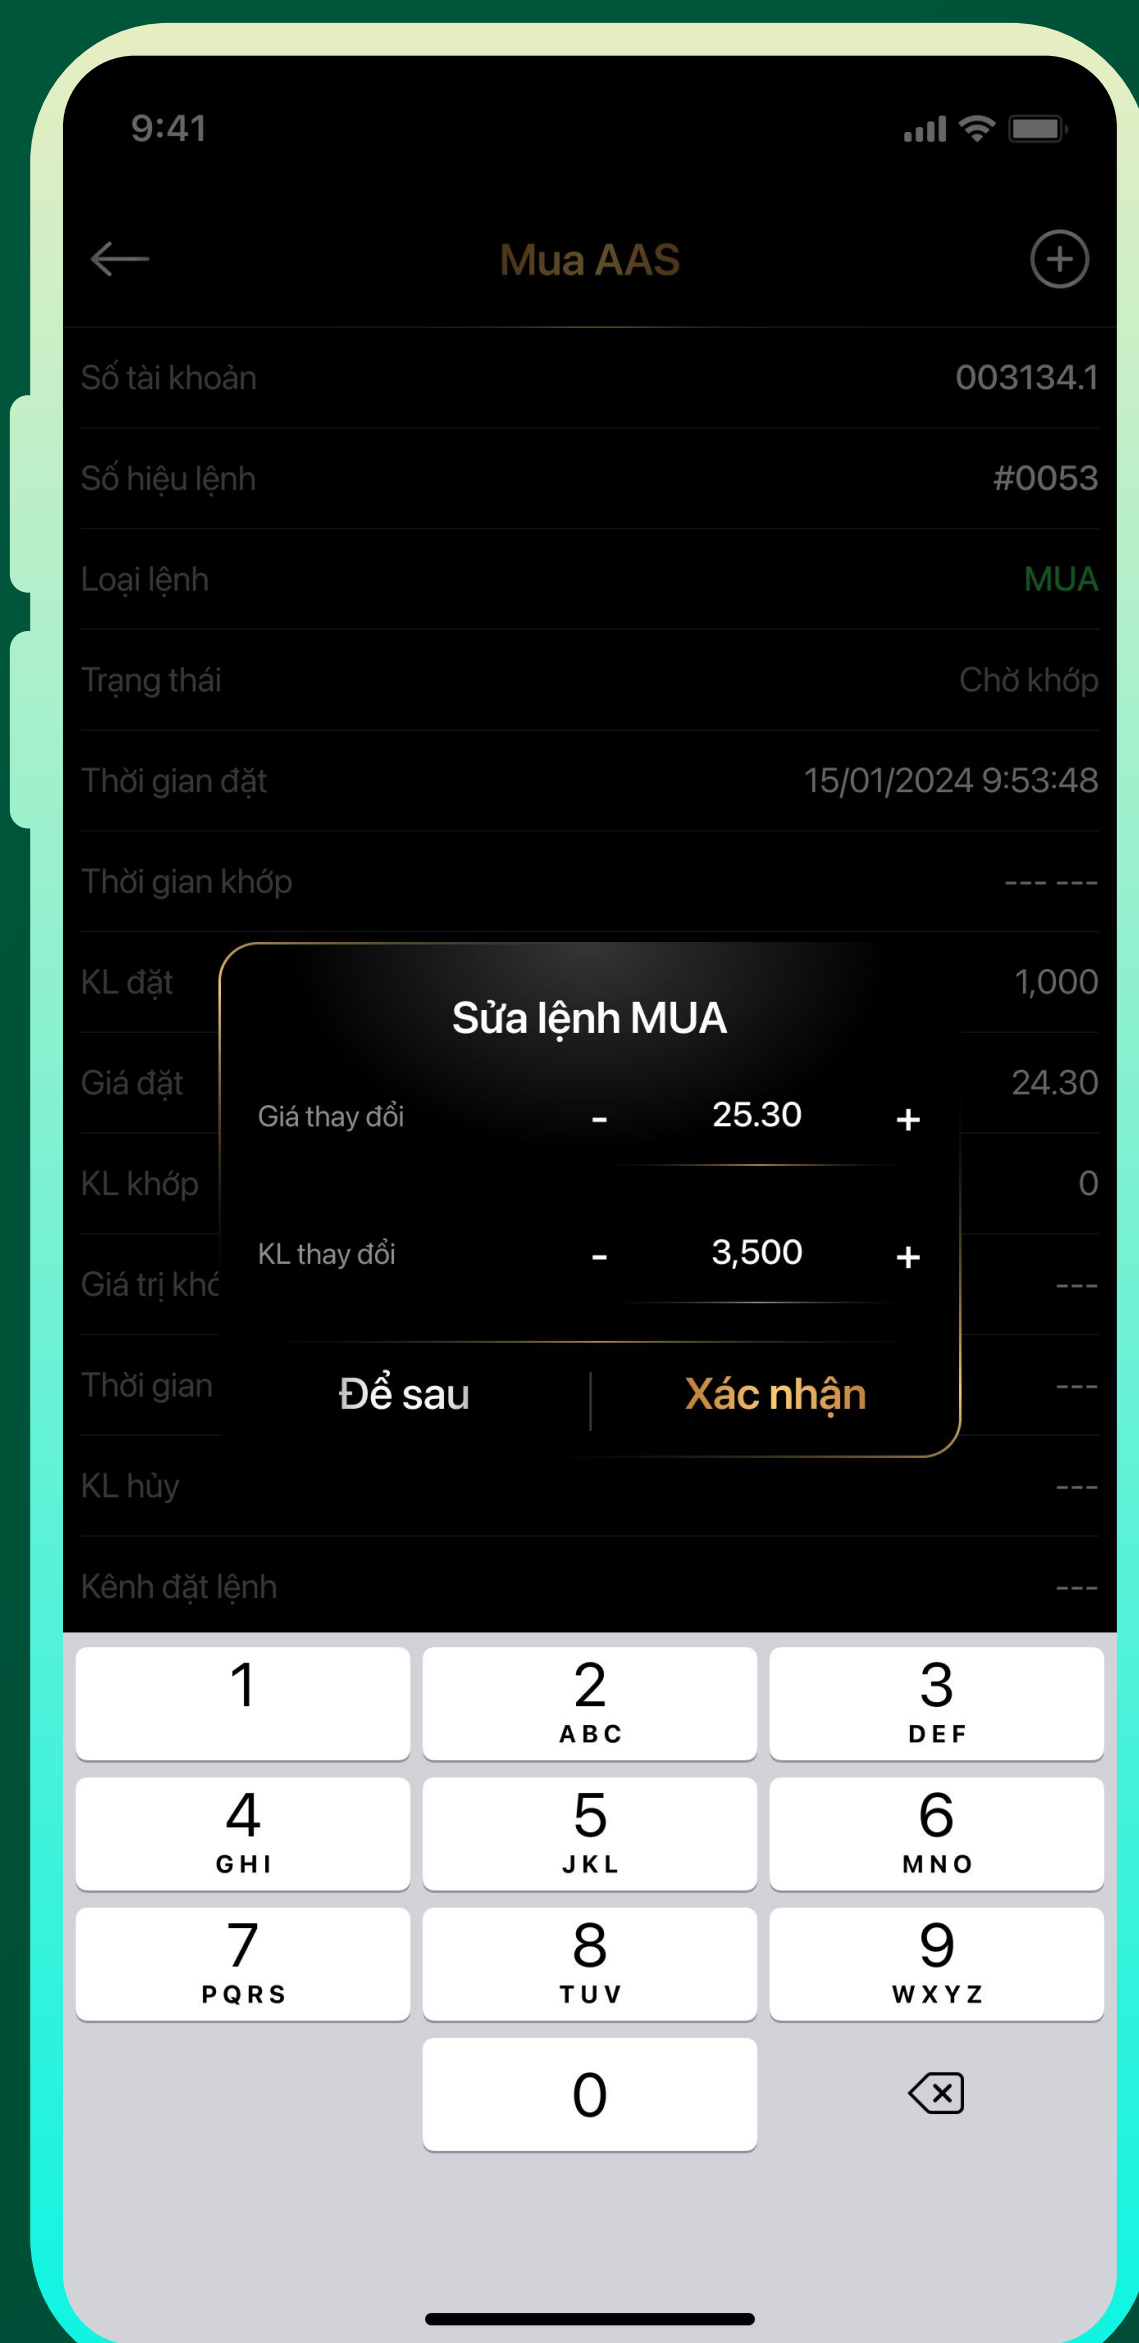 9:41
Mua AAS
Số tài khoản 003134.1
Số hiệu lệnh #0053
Loại lệnh MUA
Trạng thái Chờ khớp
Thời gian đặt 15/01/2024 9:53:48
Thời gian khớp --- ---
KL đặt 1,000
Sửa lệnh MUA
Giá đặt 24.30
Giá thay đổi - 25.30 +
KL khớp 0
KL thay đổi - 3,500 +
Giá trị ---
Thời gian ---
Để sau Xác nhận
KL hủy ---
Kênh đặt lệnh ---
1 2 3
ABC DEF
4 5 6
GHI JKL MNO
7 8 9
PQRS TUV WXYZ
0